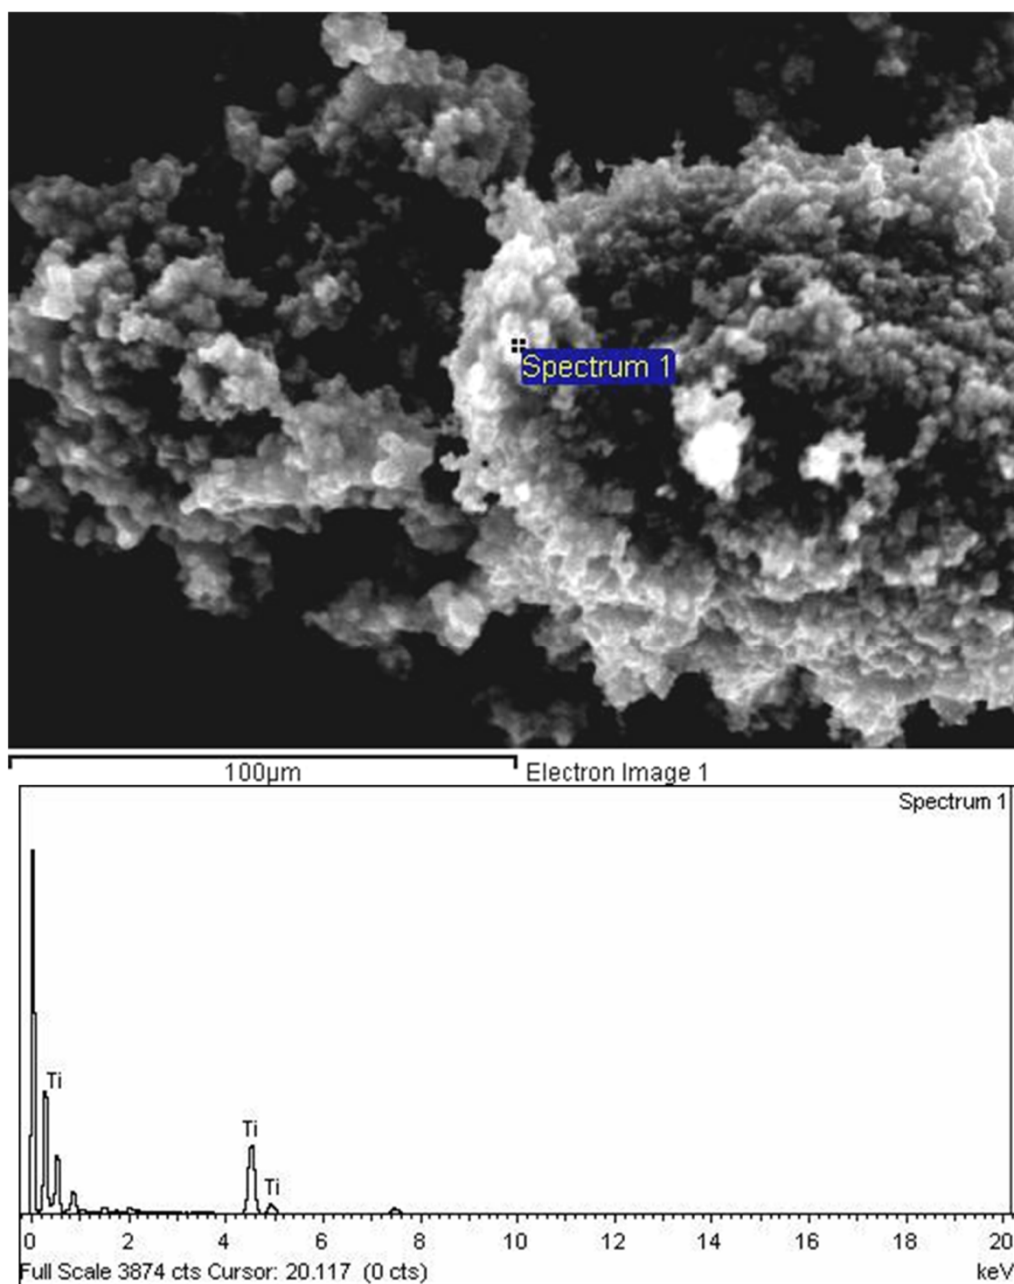 Spectrum 1
100µm
Electron Image 1
Spectrum 1
Ti
Ti
Ti
0 2 4 6 8 10 12 14 16 18 20
Full Scale 3874 cts Cursor: 20.117 (0 cts)
keV